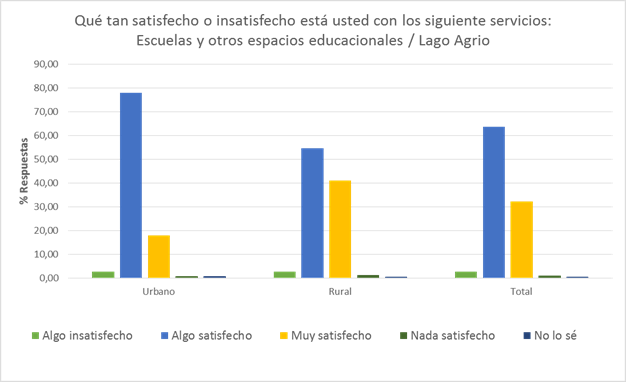 Qué tan satisfecho o insatisfecho está usted con los siguiente servicios:
Escuelas y otros espacios educacionales / Lago Agrio
% Respuestas
90,00
80,00
70,00
60,00
50,00
40,00
30,00
20,00
10,00
0,00
Urbano Rural Total
Algo insatisfecho Algo satisfecho Muy satisfecho Nada satisfecho No lo sé